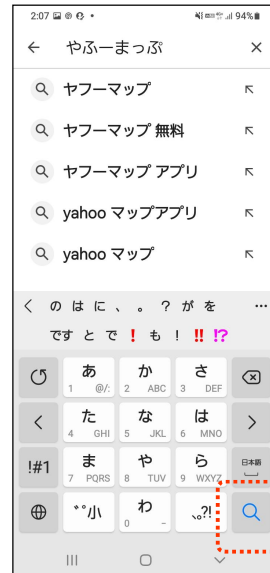 2:07 94%
やふーまっぷ
ヤフーマップ
ヤフーマップ 無料
ヤフーマップ アプリ
yahoo マップアプリ
yahoo マップ
の は に 、 。 ? が を ...
です と で ! も ! !! !?
あ 1 @/: か 2 ABC さ 3 DEF
た 4 GHI な 5 JKL は 6 MNO
!#1 ま 7 PQRS や 8 TUV ら 9 WXYZ 日本語
゛゜小 わ 0 - 、。?!